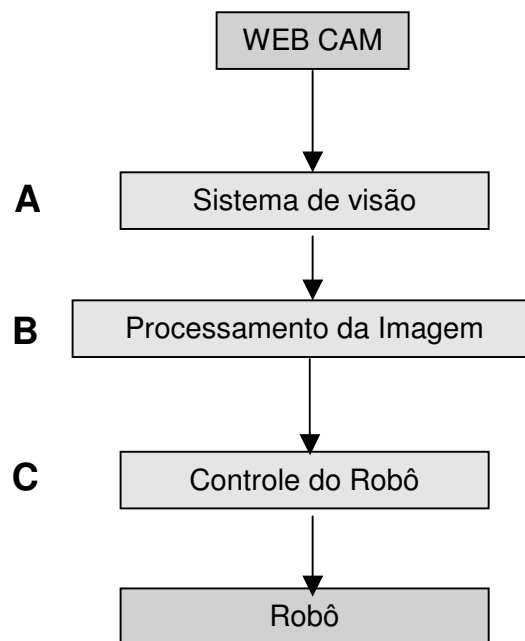 WEB CAM
A Sistema de visão
B Processamento da Imagem
C Controle do Robô
Robô